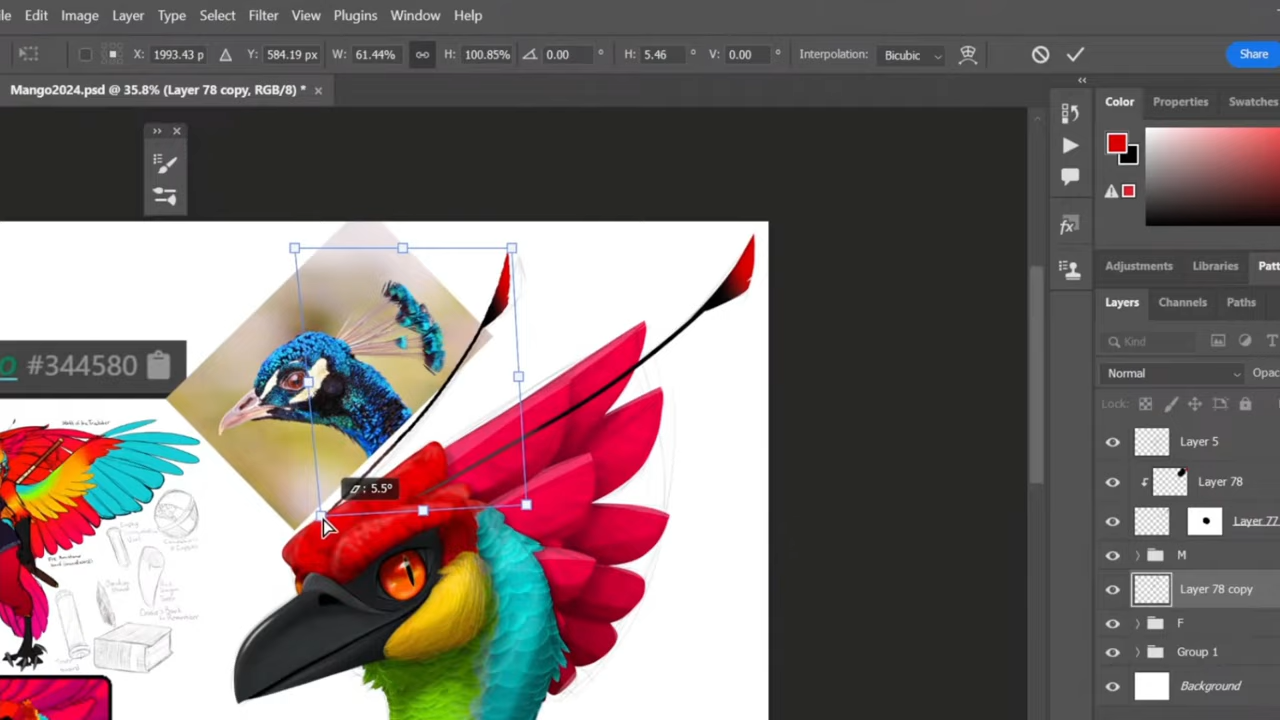 le Edit Image Layer Type Select Filter View Plugins Window Help
X: 1993.43 p Y: 584.19 px W: 61.44% H: 100.85% 0.00 ° H: 5.46 ° V: 0.00 ° Interpolation: Bicubic Share
Mango2024.psd @ 35.8% (Layer 78 copy, RGB/8) * ×
Color Properties Swatches
fx
Adjustments Libraries Patt
Layers Channels Paths
Kind T
Normal Opac
Lock:
Layer 5
Layer 78
Layer 77
M
Layer 78 copy
F
Group 1
Background
#344580
: 5.5°